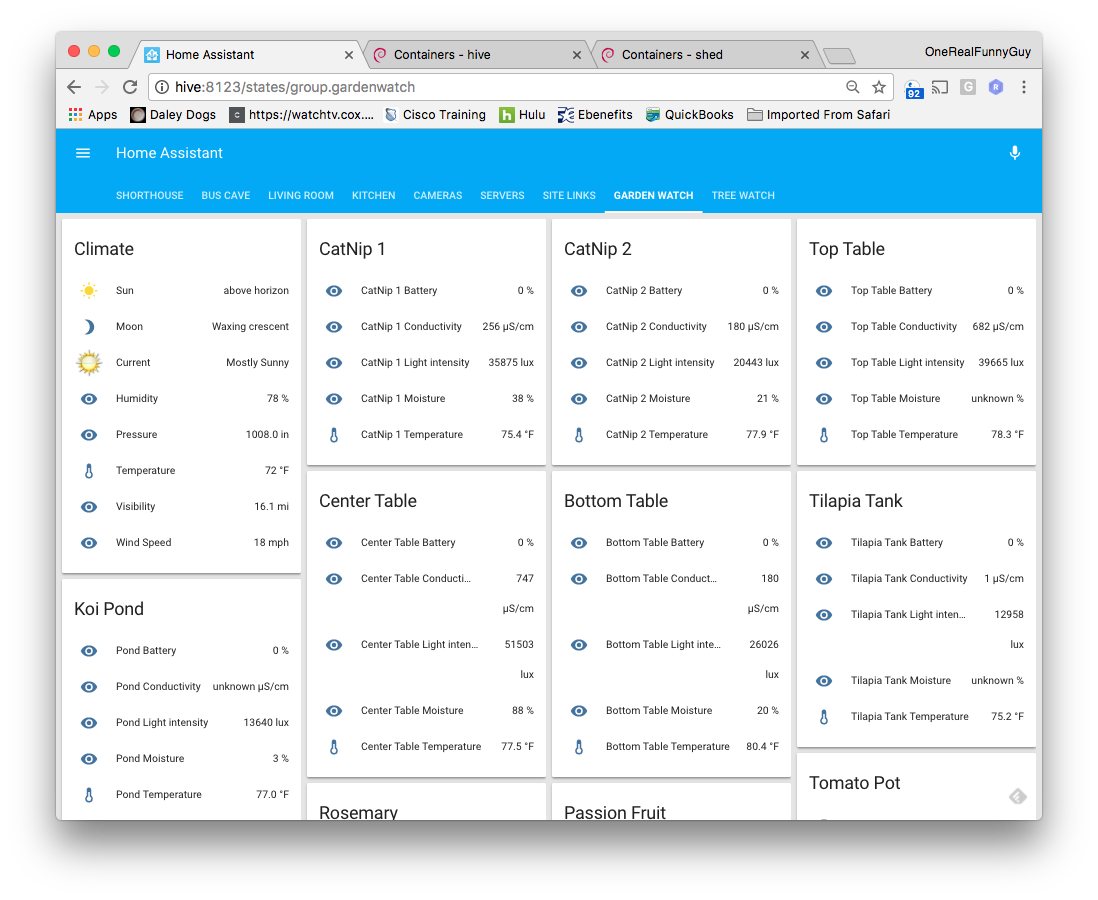 Home Assistant
Containers - hive
Containers - shed
OneRealFunnyGuy
hive:8123/states/group.gardenwatch
92
G
R
Apps
Daley Dogs
C https://watchtv.cox....
Cisco Training
h Hulu
Ebenefits
QuickBooks
Imported From Safari
Home Assistant
SHORTHOUSE
BUS CAVE
LIVING ROOM
KITCHEN
CAMERAS
SERVERS
SITE LINKS
GARDEN WATCH
TREE WATCH
Climate
Sun above horizon
Moon Waxing crescent
Current Mostly Sunny
Humidity 78 %
Pressure 1008.0 in
Temperature 72 °F
Visibility 16.1 mi
Wind Speed 18 mph
Koi Pond
Pond Battery 0 %
Pond Conductivity unknown µS/cm
Pond Light intensity 13640 lux
Pond Moisture 3 %
Pond Temperature 77.0 °F
CatNip 1
CatNip 1 Battery 0 %
CatNip 1 Conductivity 256 µS/cm
CatNip 1 Light intensity 35875 lux
CatNip 1 Moisture 38 %
CatNip 1 Temperature 75.4 °F
Center Table
Center Table Battery 0 %
Center Table Conducti... 747
µS/cm
Center Table Light inten... 51503
lux
Center Table Moisture 88 %
Center Table Temperature 77.5 °F
Rosemary
CatNip 2
CatNip 2 Battery 0 %
CatNip 2 Conductivity 180 µS/cm
CatNip 2 Light intensity 20443 lux
CatNip 2 Moisture 21 %
CatNip 2 Temperature 77.9 °F
Bottom Table
Bottom Table Battery 0 %
Bottom Table Conduct... 180
µS/cm
Bottom Table Light inte... 26026
lux
Bottom Table Moisture 20 %
Bottom Table Temperature 80.4 °F
Passion Fruit
Top Table
Top Table Battery 0 %
Top Table Conductivity 682 µS/cm
Top Table Light intensity 39665 lux
Top Table Moisture unknown %
Top Table Temperature 78.3 °F
Tilapia Tank
Tilapia Tank Battery 0 %
Tilapia Tank Conductivity 1 µS/cm
Tilapia Tank Light inten... 12958
lux
Tilapia Tank Moisture unknown %
Tilapia Tank Temperature 75.2 °F
Tomato Pot